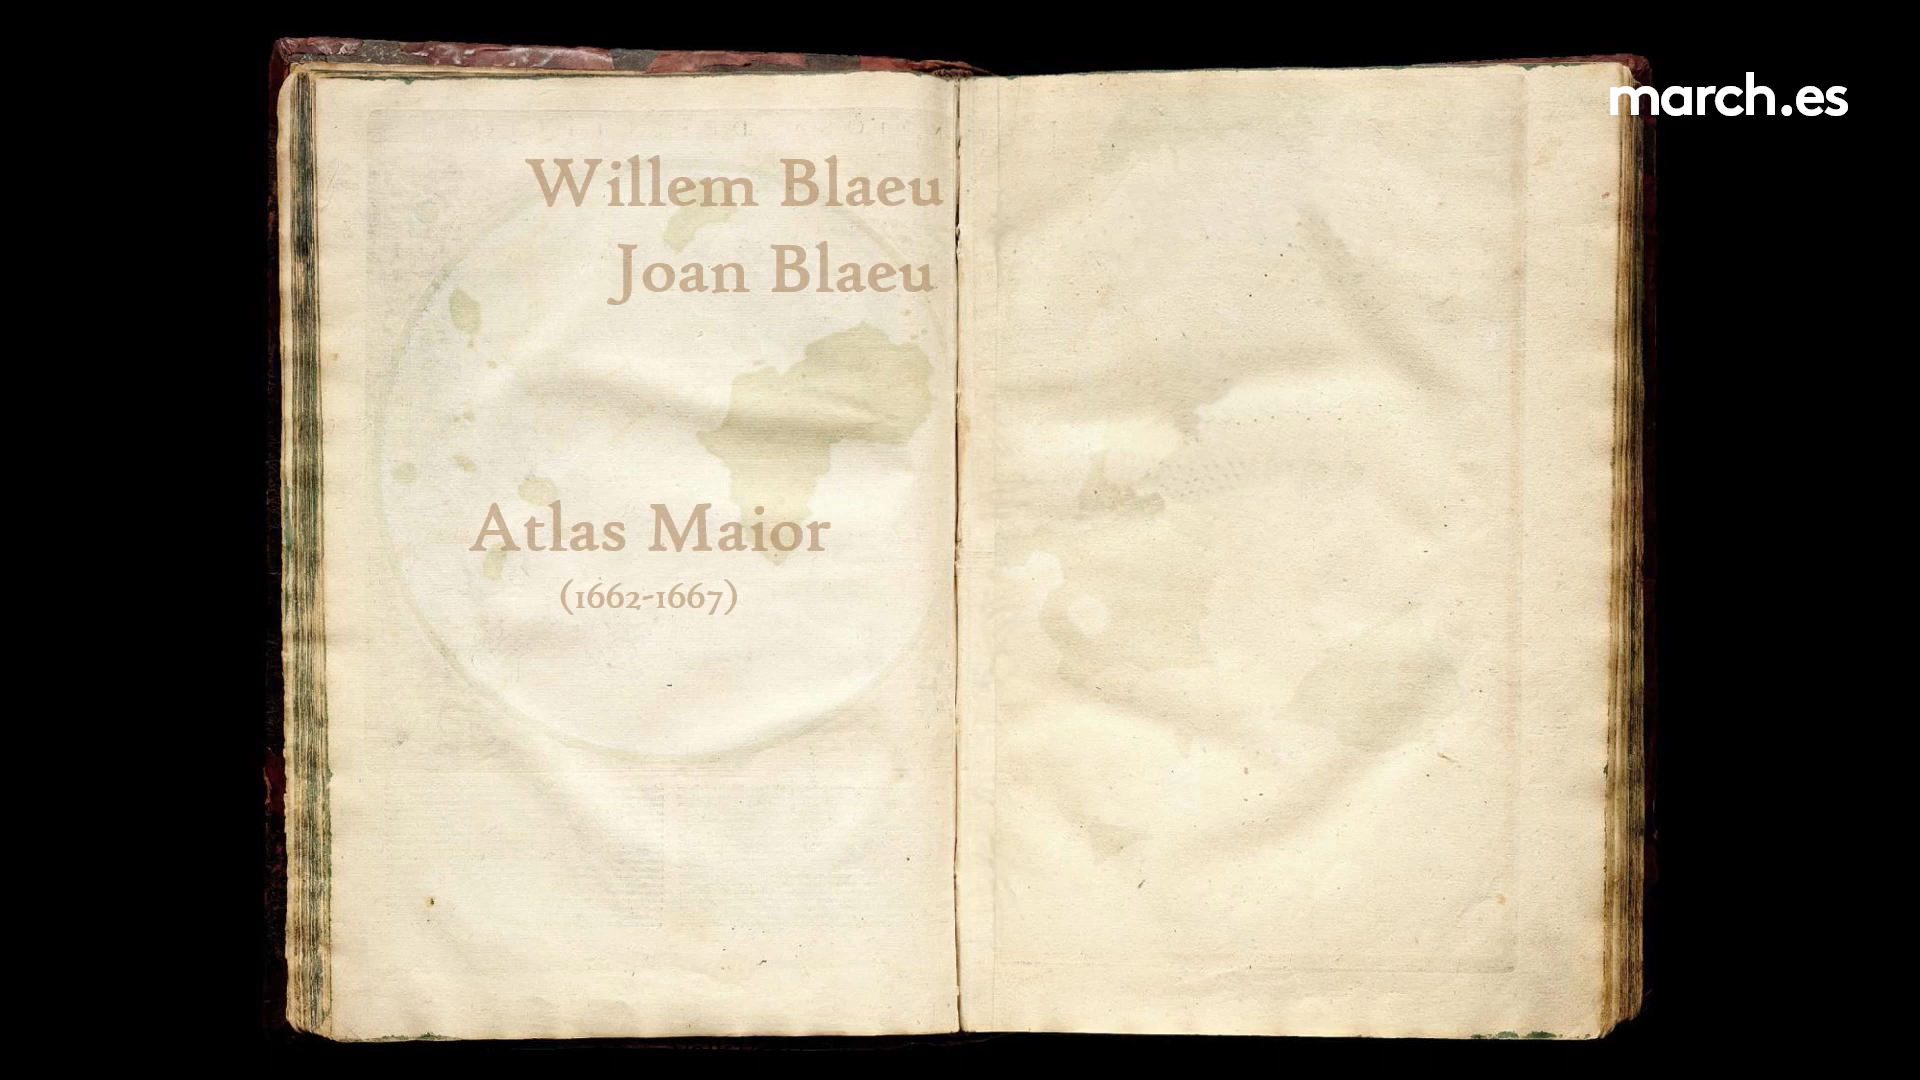 march.es
Willem Blaeu
Joan Blaeu
Atlas Maior
(1662-1667)